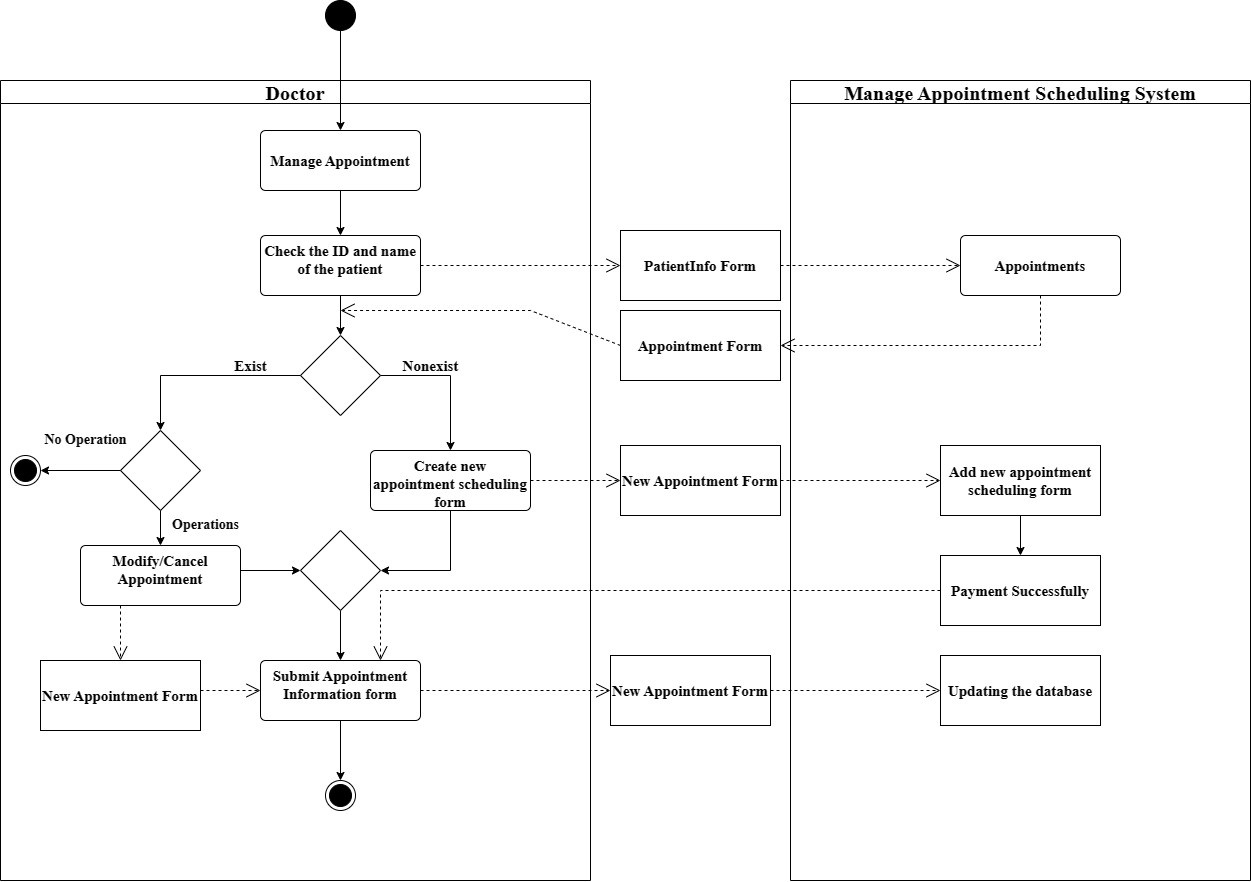 Doctor
Manage Appointment Scheduling System
Manage Appointment
Check the ID and name
of the patient
PatientInfo Form
Appointments
Appointment Form
Exist
Nonexist
No Operation
Create new
appointment scheduling
form
New Appointment Form
Add new appointment
scheduling form
Operations
Modify/Cancel
Appointment
Payment Successfully
New Appointment Form
Submit Appointment
Information form
New Appointment Form
Updating the database